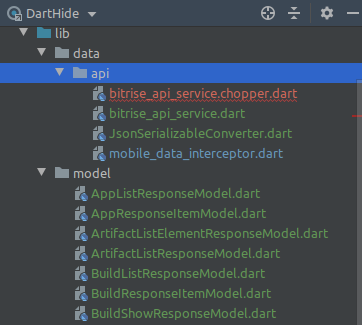 DartHide
lib
data
api
bitrise_api_service.chopper.dart
bitrise_api_service.dart
JsonSerializableConverter.dart
mobile_data_interceptor.dart
model
AppListResponseModel.dart
AppResponseItemModel.dart
ArtifactListElementResponseModel.dart
ArtifactListResponseModel.dart
BuildListResponseModel.dart
BuildResponseItemModel.dart
BuildShowResponseModel.dart